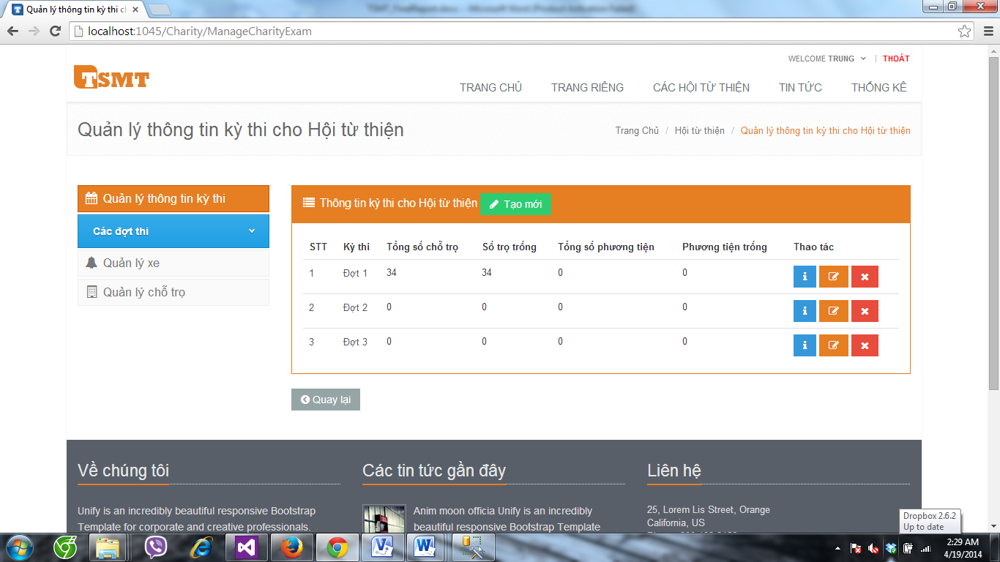 Quản lý thông tin kỳ thi ch
localhost:1045/Charity/ManageCharityExam
WELCOME TRUNG | THOÁT
TSMT
TRANG CHỦ TRANG RIÊNG CÁC HỘI TỪ THIỆN TIN TỨC THỐNG KÊ
Quản lý thông tin kỳ thi cho Hội từ thiện
Trang Chủ / Hội từ thiện / Quản lý thông tin kỳ thi cho Hội từ thiện
Quản lý thông tin kỳ thi
Các đợt thi
Quản lý xe
Quản lý chỗ trọ
Thông tin kỳ thi cho Hội từ thiện Tạo mới
STT Kỳ thi Tổng số chỗ trọ Số trọ trống Tổng số phương tiện Phương tiện trống Thao tác
1 Đợt 1 34 34 0 0
2 Đợt 2 0 0 0 0
3 Đợt 3 0 0 0 0
Quay lại
Về chúng tôi
Unify is an incredibly beautiful responsive Bootstrap
Template for corporate and creative professionals.
Các tin tức gần đây
Anim moon officia Unify is an incredibly
beautiful responsive Bootstrap Template
Liên hệ
25, Lorem Lis Street, Orange
California, US
Dropbox 2.6.2
Up to date
2:29 AM
4/19/2014